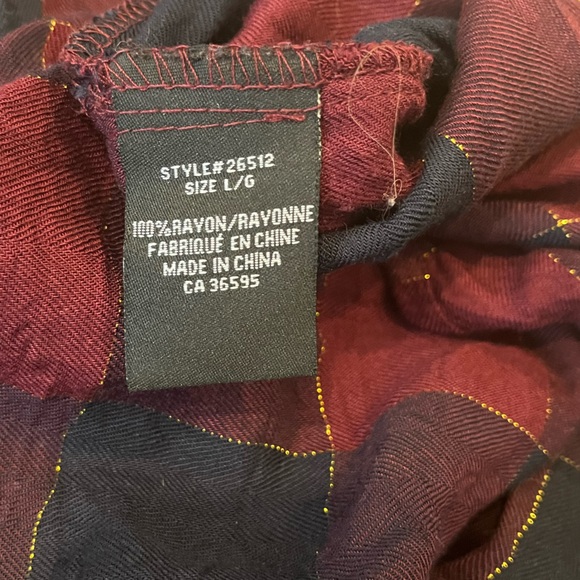 STYLE#26512
SIZE L/G
100%RAYON/RAYONNE
FABRIQUÉ EN CHINE
MADE IN CHINA
CA 36595